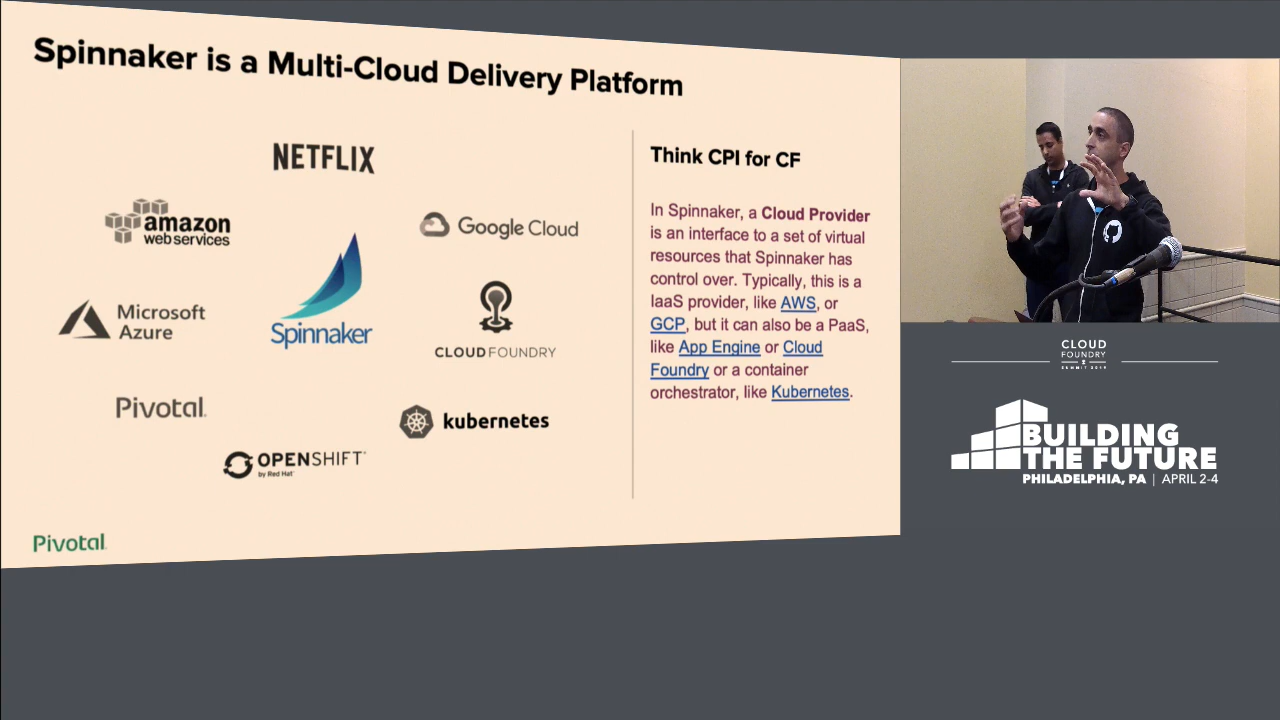 Spinnaker is a Multi-Cloud Delivery Platform
NETFLIX
amazon
web services
Google Cloud
Microsoft
Azure
Spinnaker
CLOUD FOUNDRY
Pivotal
kubernetes
OPENSHIFT
by Red Hat
Think CPI for CF
In Spinnaker, a Cloud Provider
is an interface to a set of virtual
resources that Spinnaker has
control over. Typically, this is a
IaaS provider, like AWS, or
GCP, but it can also be a PaaS,
like App Engine or Cloud
Foundry or a container
orchestrator, like Kubernetes.
Pivotal
CLOUD
FOUNDRY
SUMMIT 2019
BUILDING
THE FUTURE
PHILADELPHIA, PA | APRIL 2-4